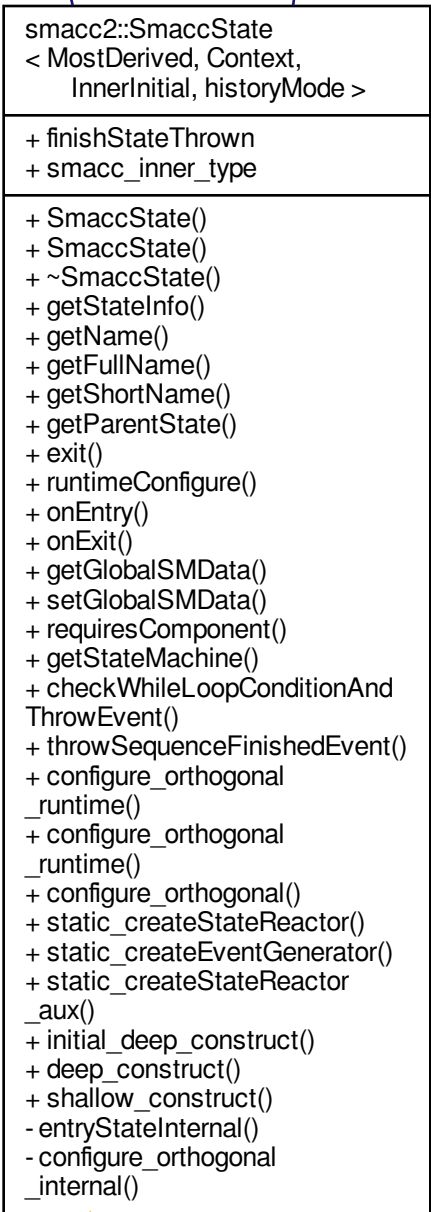 smacc2::SmaccState
< MostDerived, Context,
InnerInitial, historyMode >
+ finishStateThrown
+ smacc_inner_type
+ SmaccState()
+ SmaccState()
+ ~SmaccState()
+ getStateInfo()
+ getName()
+ getFullName()
+ getShortName()
+ getParentState()
+ exit()
+ runtimeConfigure()
+ onEntry()
+ onExit()
+ getGlobalSMData()
+ setGlobalSMData()
+ requiresComponent()
+ getStateMachine()
+ checkWhileLoopConditionAnd
ThrowEvent()
+ throwSequenceFinishedEvent()
+ configure_orthogonal
_runtime()
+ configure_orthogonal
_runtime()
+ configure_orthogonal()
+ static_createStateReactor()
+ static_createEventGenerator()
+ static_createStateReactor
_aux()
+ initial_deep_construct()
+ deep_construct()
+ shallow_construct()
- entryStateInternal()
- configure_orthogonal
_internal()